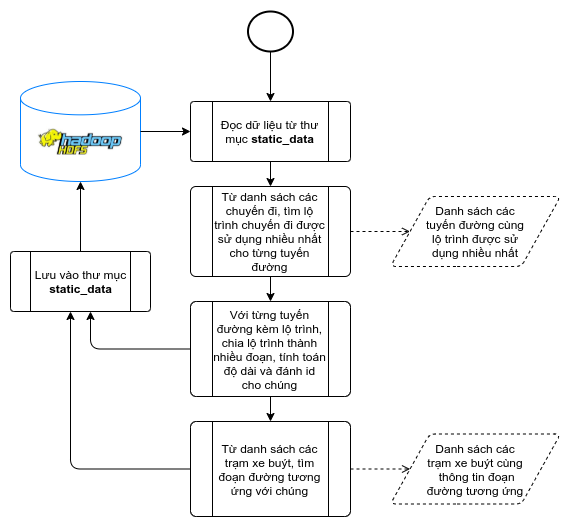 Đọc dữ liệu từ thư
mục static_data
hadoop
HDFS
Từ danh sách các
chuyến đi, tìm lộ
trình chuyến đi được
sử dụng nhiều nhất
cho từng tuyến
đường
Danh sách các
tuyến đường cùng
lộ trình được sử
dụng nhiều nhất
Lưu vào thư mục
static_data
Với từng tuyến
đường kèm lộ trình,
chia lộ trình thành
nhiều đoạn, tính toán
độ dài và đánh id
cho chúng
Từ danh sách các
trạm xe buýt, tìm
đoạn đường tương
ứng với chúng
Danh sách các
trạm xe buýt cùng
thông tin đoạn
đường tương ứng